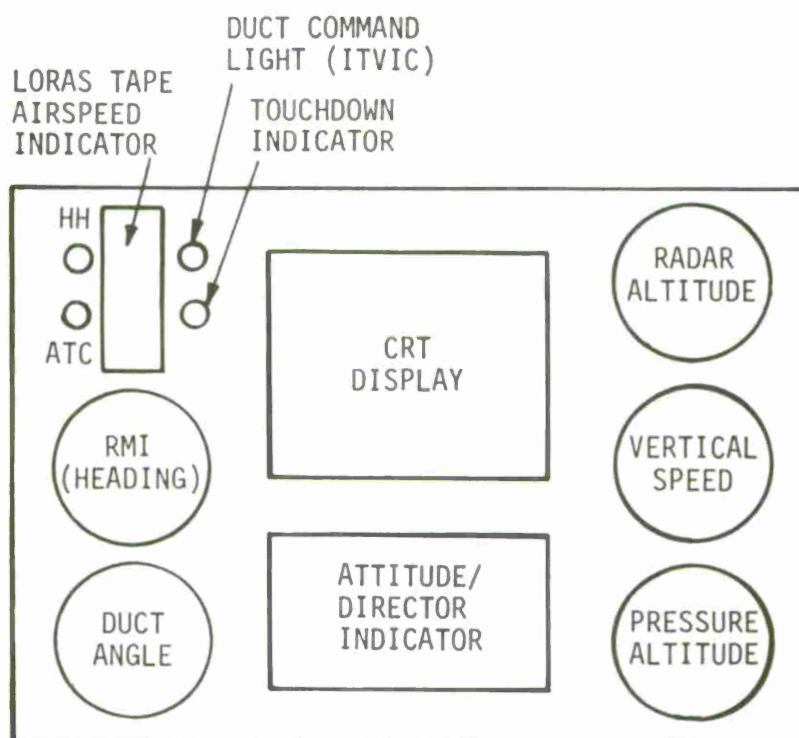 DUCT COMMAND
LIGHT (ITVIC)
LORAS TAPE
AIRSPEED
INDICATOR
TOUCHDOWN
INDICATOR
HH
ATC
RADAR
ALTITUDE
CRT
DISPLAY
RMI
(HEADING)
VERTICAL
SPEED
ATTITUDE/
DIRECTOR
INDICATOR
DUCT
ANGLE
PRESSURE
ALTITUDE